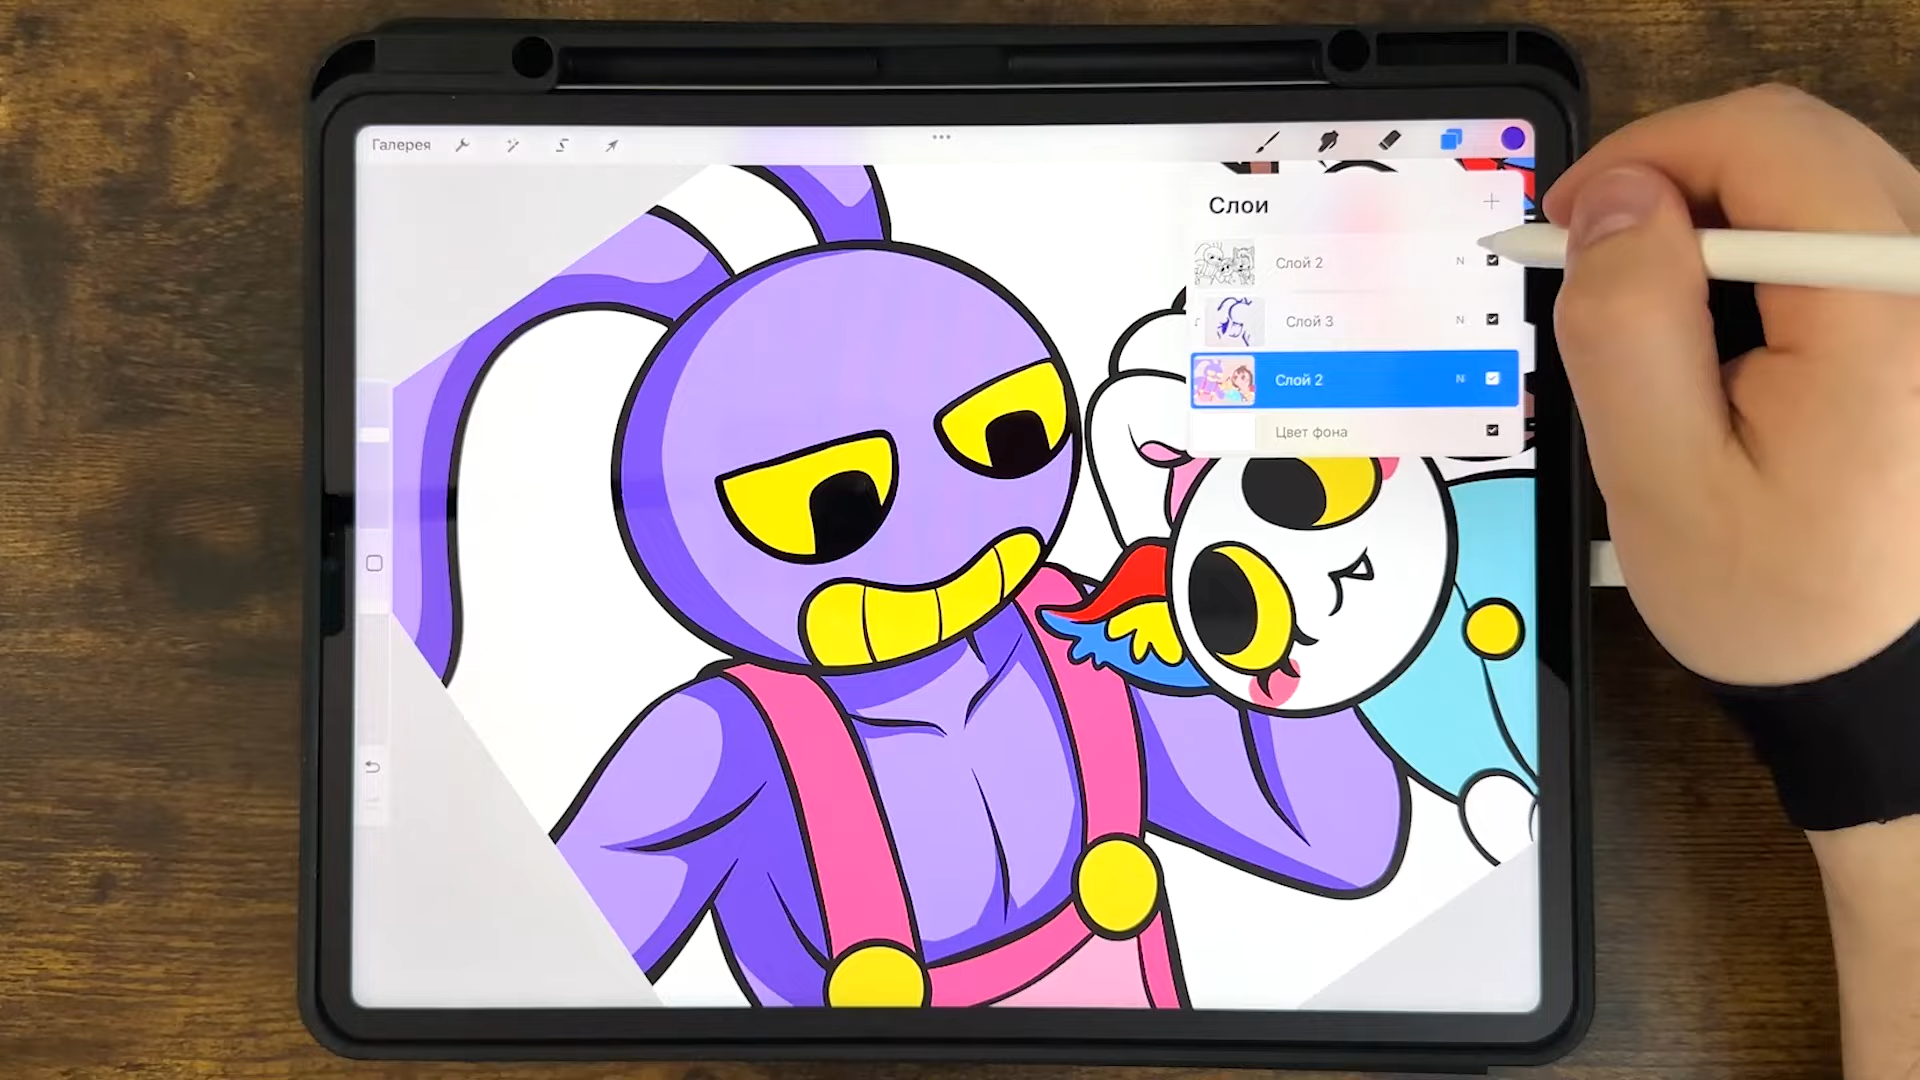 Галерея
Слои
Слой 2 N
Слой 3 N
Слой 2 N
Цвет фона